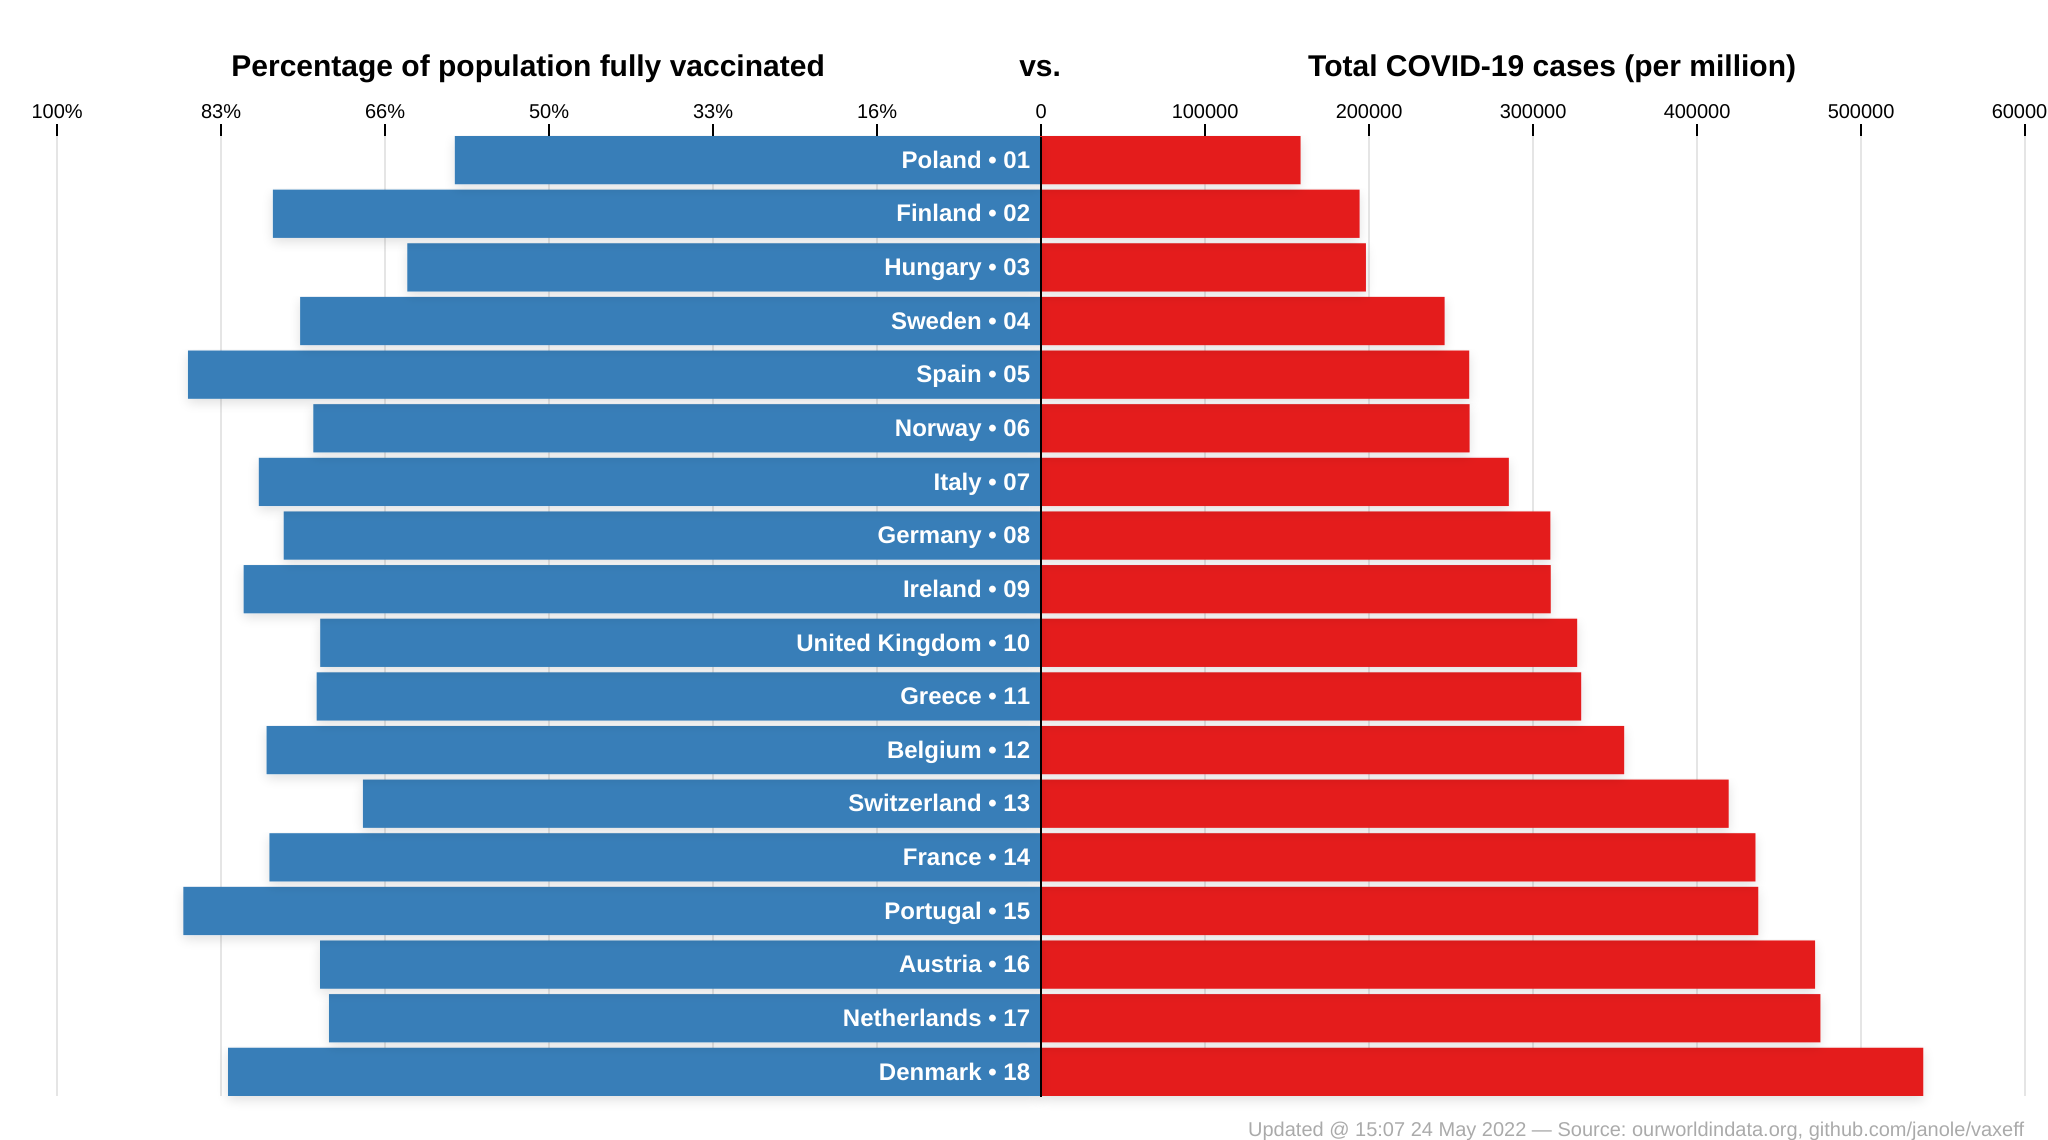 Percentage of population fully vaccinated vs. Total COVID-19 cases (per million)
100% 83% 66% 50% 33% 16% 0 100000 200000 300000 400000 500000 60000
Poland • 01
Finland • 02
Hungary • 03
Sweden • 04
Spain • 05
Norway • 06
Italy • 07
Germany • 08
Ireland • 09
United Kingdom • 10
Greece • 11
Belgium • 12
Switzerland • 13
France • 14
Portugal • 15
Austria • 16
Netherlands • 17
Denmark • 18
Updated @ 15:07 24 May 2022 — Source: ourworldindata.org, github.com/janole/vaxeff